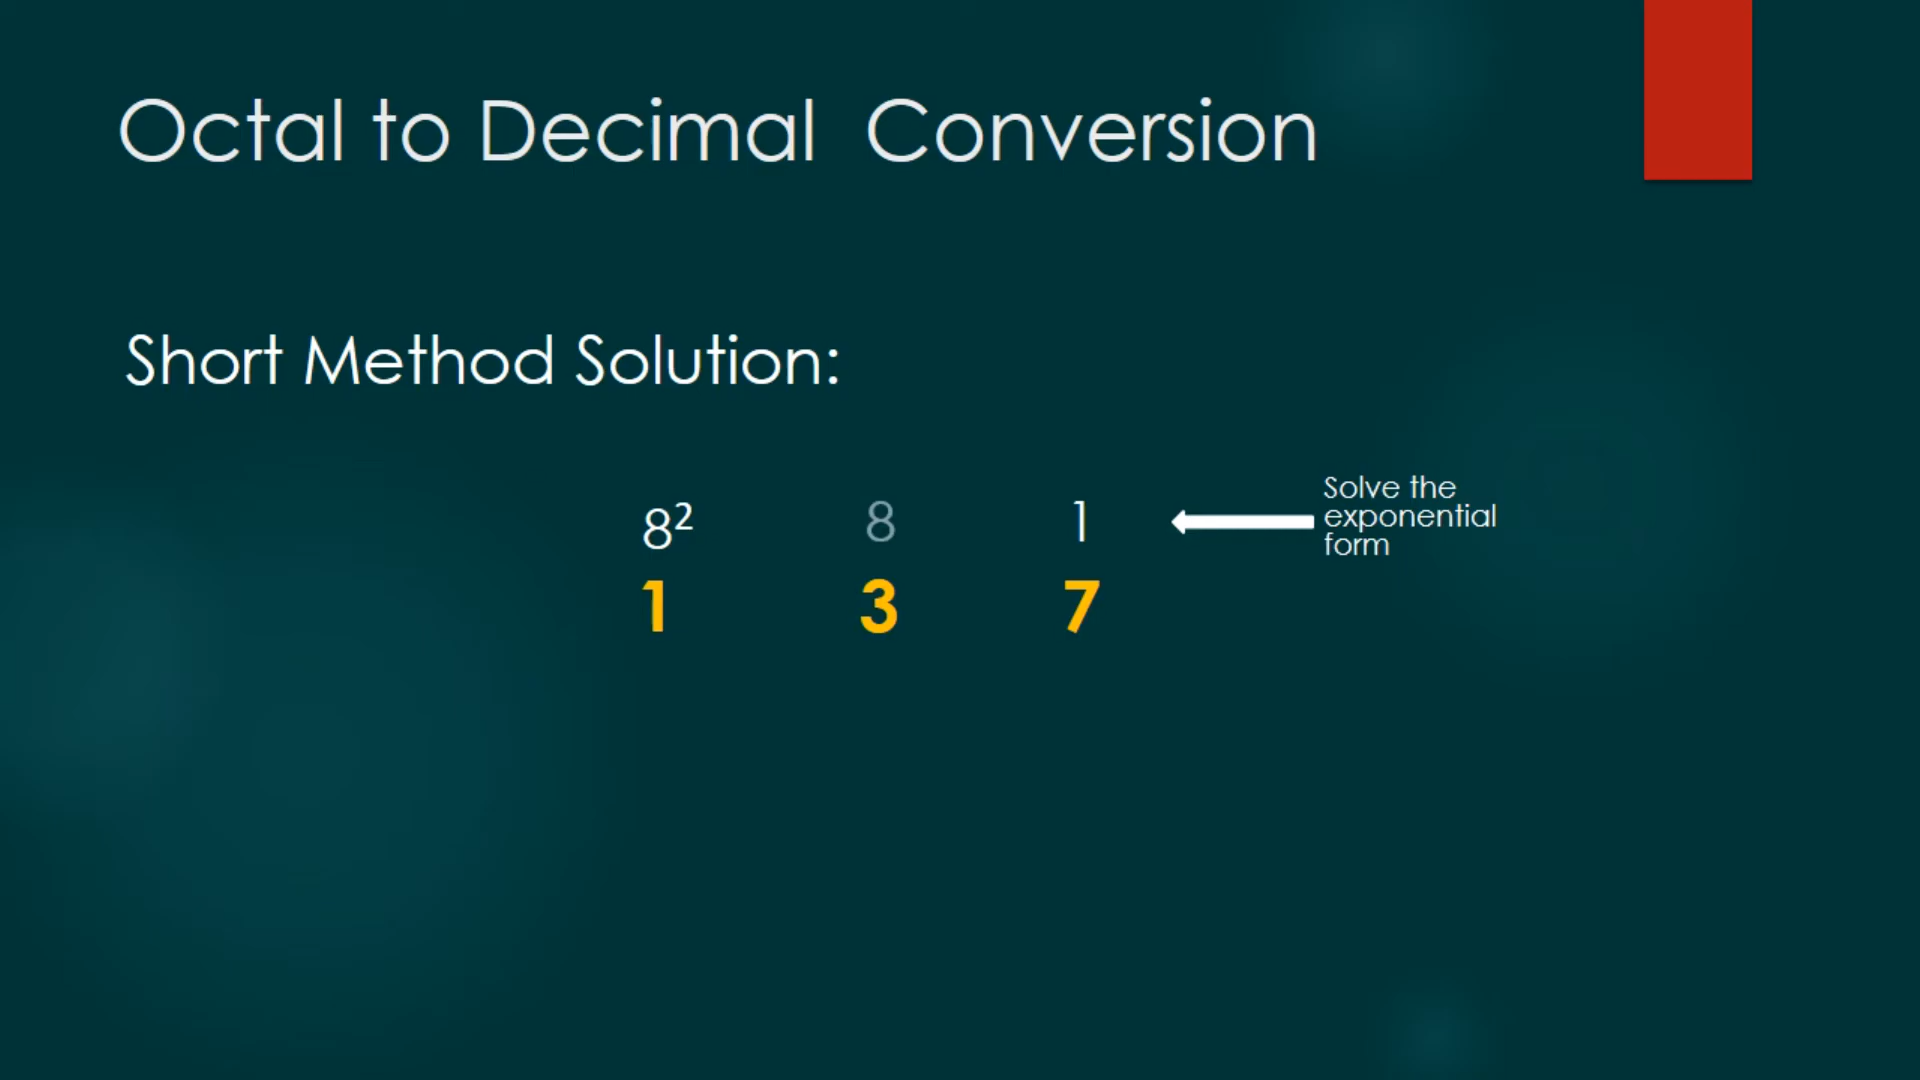 Octal to Decimal  Conversion
Short Method Solution:
8² 8 1
Solve the
exponential
form
1 3 7